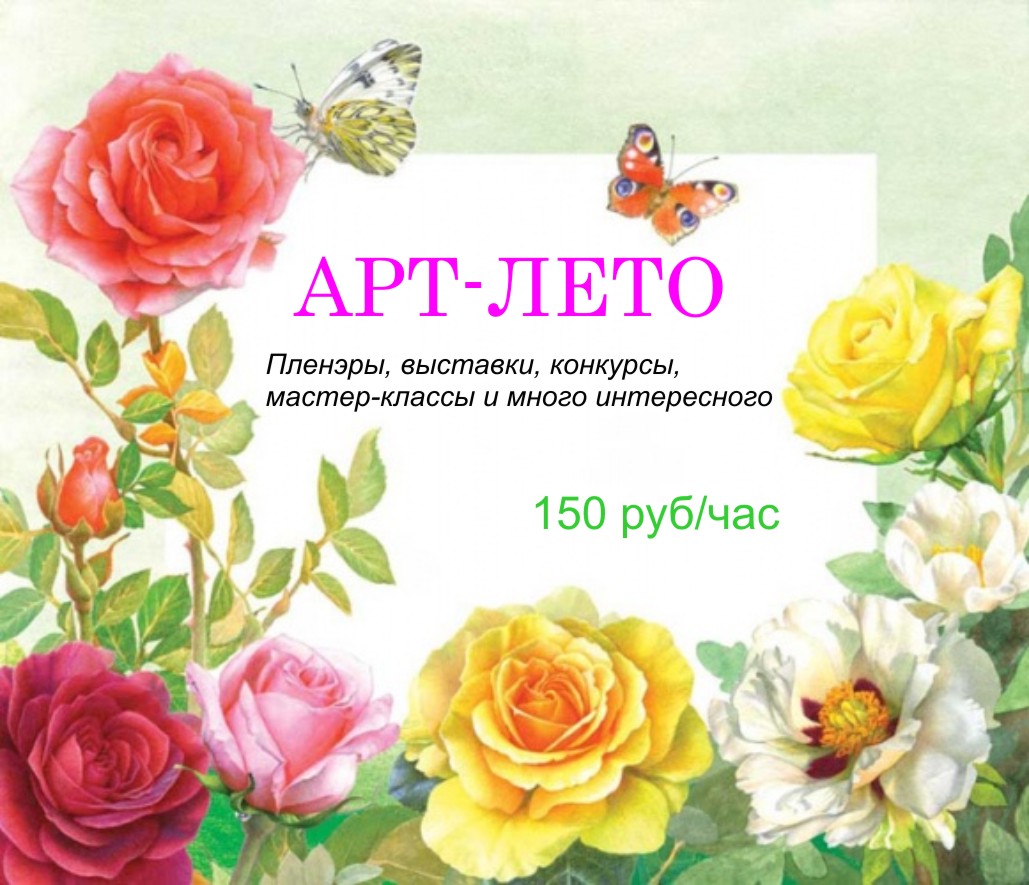 АРТ-ЛЕТО
Пленэры, выставки, конкурсы,
мастер-классы и много интересного
150 руб/час